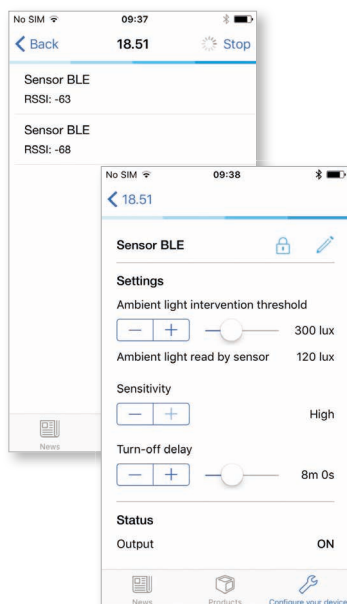 No SIM 09:37
Back 18.51 Stop
Sensor BLE
RSSI: -63
Sensor BLE
RSSI: -68
News
No SIM 09:38
18.51
Sensor BLE
Settings
Ambient light intervention threshold
− + 300 lux
Ambient light read by sensor 120 lux
Sensitivity
− + High
Turn-off delay
− + 8m 0s
Status
Output ON
News Products Configure your device